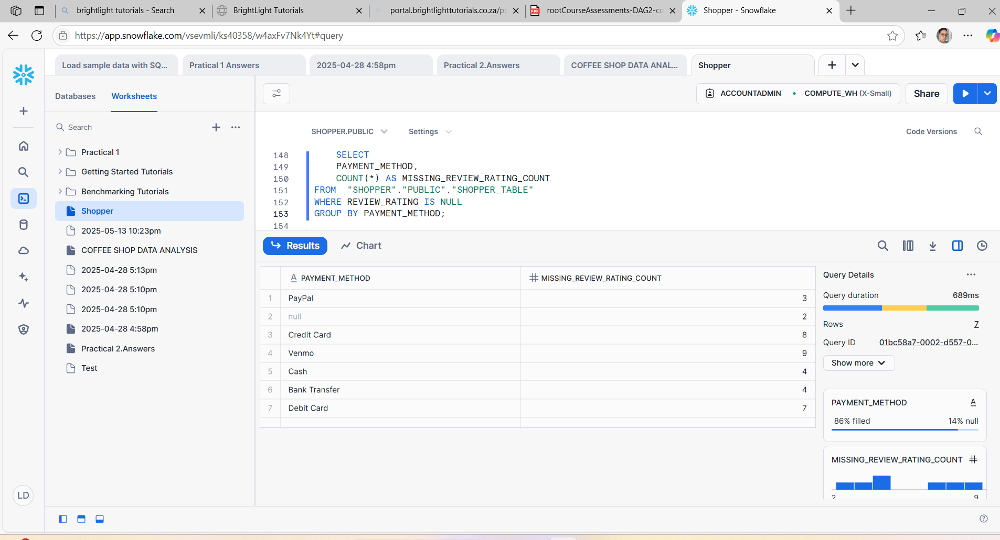 brightlight tutorials - Search
BrightLight Tutorials
portal.brightlighttutorials.co.za/pc
rootCourseAssessments-DAG2-co
Shopper - Snowflake
https://app.snowflake.com/vsevmli/ks40358/w4axFv7Nk4Yt#query
Load sample data with SQ...
Pratical 1 Answers
2025-04-28 4:58pm
Practical 2.Answers
COFFEE SHOP DATA ANAL...
Shopper
Databases
Worksheets
ACCOUNTADMIN
COMPUTE_WH (X-Small)
Share
Search
SHOPPER.PUBLIC
Settings
Code Versions
Practical 1
Getting Started Tutorials
Benchmarking Tutorials
Shopper
2025-05-13 10:23pm
COFFEE SHOP DATA ANALYSIS
2025-04-28 5:13pm
2025-04-28 5:10pm
2025-04-28 5:10pm
2025-04-28 4:58pm
Practical 2.Answers
Test
LD
148 SELECT
149 PAYMENT_METHOD,
150 COUNT(*) AS MISSING_REVIEW_RATING_COUNT
151 FROM "SHOPPER"."PUBLIC"."SHOPPER_TABLE"
152 WHERE REVIEW_RATING IS NULL
153 GROUP BY PAYMENT_METHOD;
154
Results
Chart
A PAYMENT_METHOD # MISSING_REVIEW_RATING_COUNT
1 PayPal 3
2 null 2
3 Credit Card 8
4 Venmo 9
5 Cash 4
6 Bank Transfer 4
7 Debit Card 7
Query Details
Query duration 689ms
Rows 7
Query ID 01bc58a7-0002-d557-0...
Show more
PAYMENT_METHOD A
86% filled 14% null
MISSING_REVIEW_RATING_COUNT #
2 9